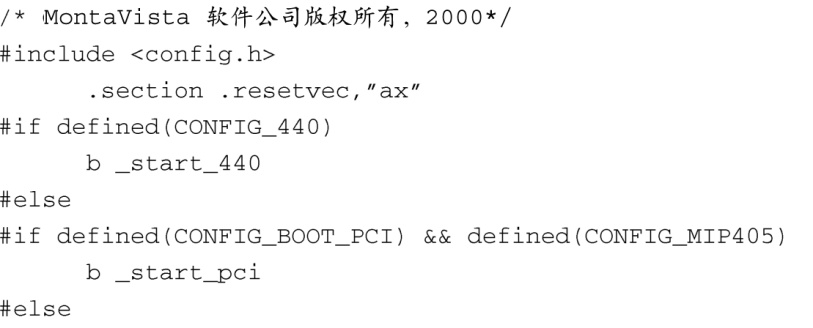 /* MontaVista 软件公司版权所有, 2000*/
#include <config.h>
.section .resetvec,"ax"
#if defined(CONFIG_440)
b _start_440
#else
#if defined(CONFIG_BOOT_PCI) && defined(CONFIG_MIP405)
b _start_pci
#else